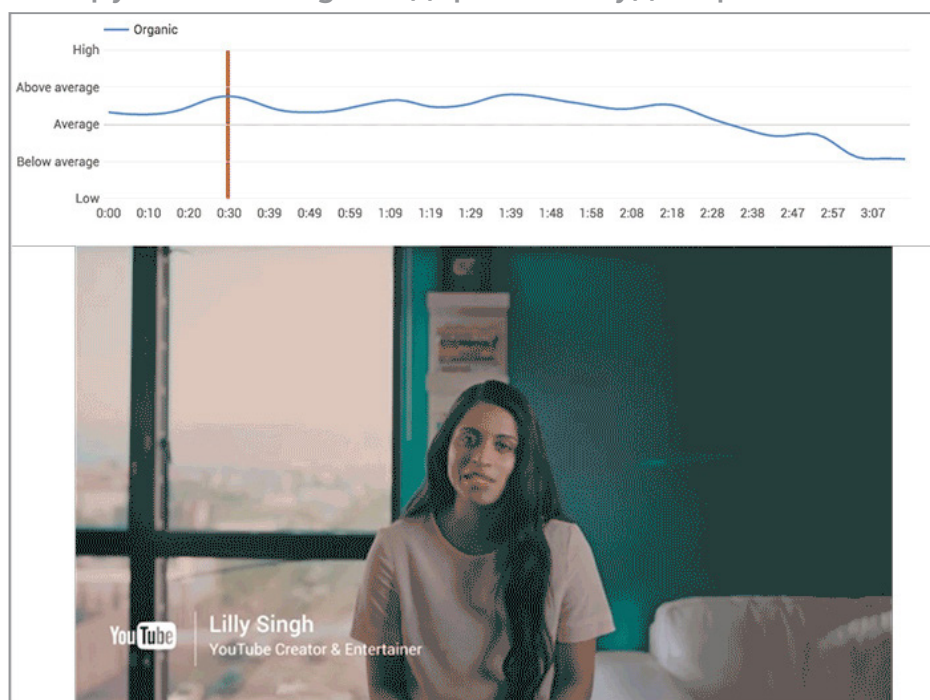 Organic
High
Above average
Average
Below average
Low
0:00 0:10 0:20 0:30 0:39 0:49 0:59 1:09 1:19 1:29 1:39 1:48 1:58 2:08 2:18 2:28 2:38 2:47 2:57 3:07
YouTube
Lilly Singh
YouTube Creator & Entertainer